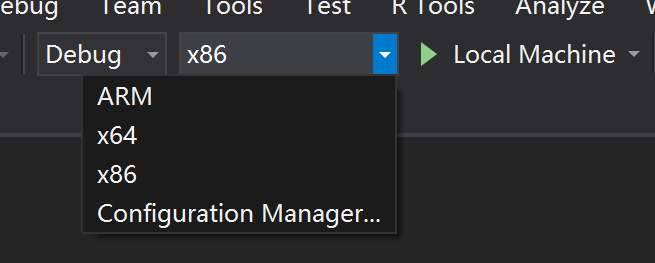 ebug Team Tools Test R Tools Analyze
Debug x86 Local Machine
ARM
x64
x86
Configuration Manager...